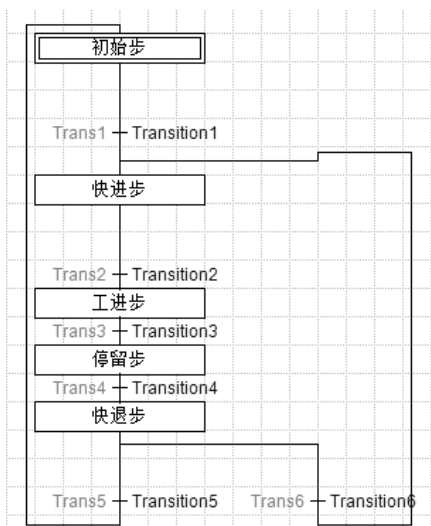 初始步
Trans1 Transition1
快进步
Trans2 Transition2
工进步
Trans3 Transition3
停留步
Trans4 Transition4
快退步
Trans5 Transition5 Trans6 Transition6